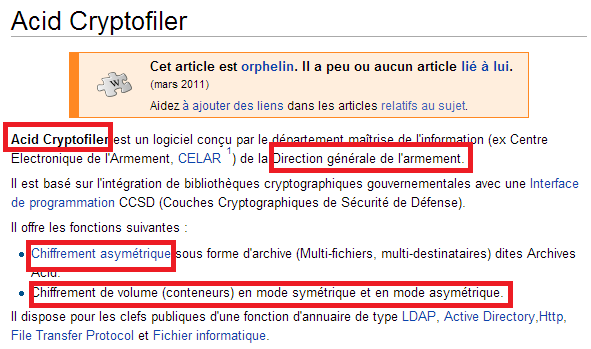 Acid Cryptofiler
Cet article est orphelin. Il a peu ou aucun article lié à lui.
(mars 2011)
Aidez à ajouter des liens dans les articles relatifs au sujet.
Acid Cryptofiler est un logiciel conçu par le département maîtrise de l'information (ex Centre
Electronique de l'Armement, CELAR 1) de la Direction générale de l'armement.
Il est basé sur l'intégration de bibliothèques cryptographiques gouvernementales avec une Interface
de programmation CCSD (Couches Cryptographiques de Sécurité de Défense).
Il offre les fonctions suivantes :
Chiffrement asymétrique sous forme d'archive (Multi-fichiers, multi-destinataires) dites Archives
Acid.
Chiffrement de volume (conteneurs) en mode symétrique et en mode asymétrique.
Il dispose pour les clefs publiques d'une fonction d'annuaire de type LDAP, Active Directory,Http,
File Transfer Protocol et Fichier informatique.